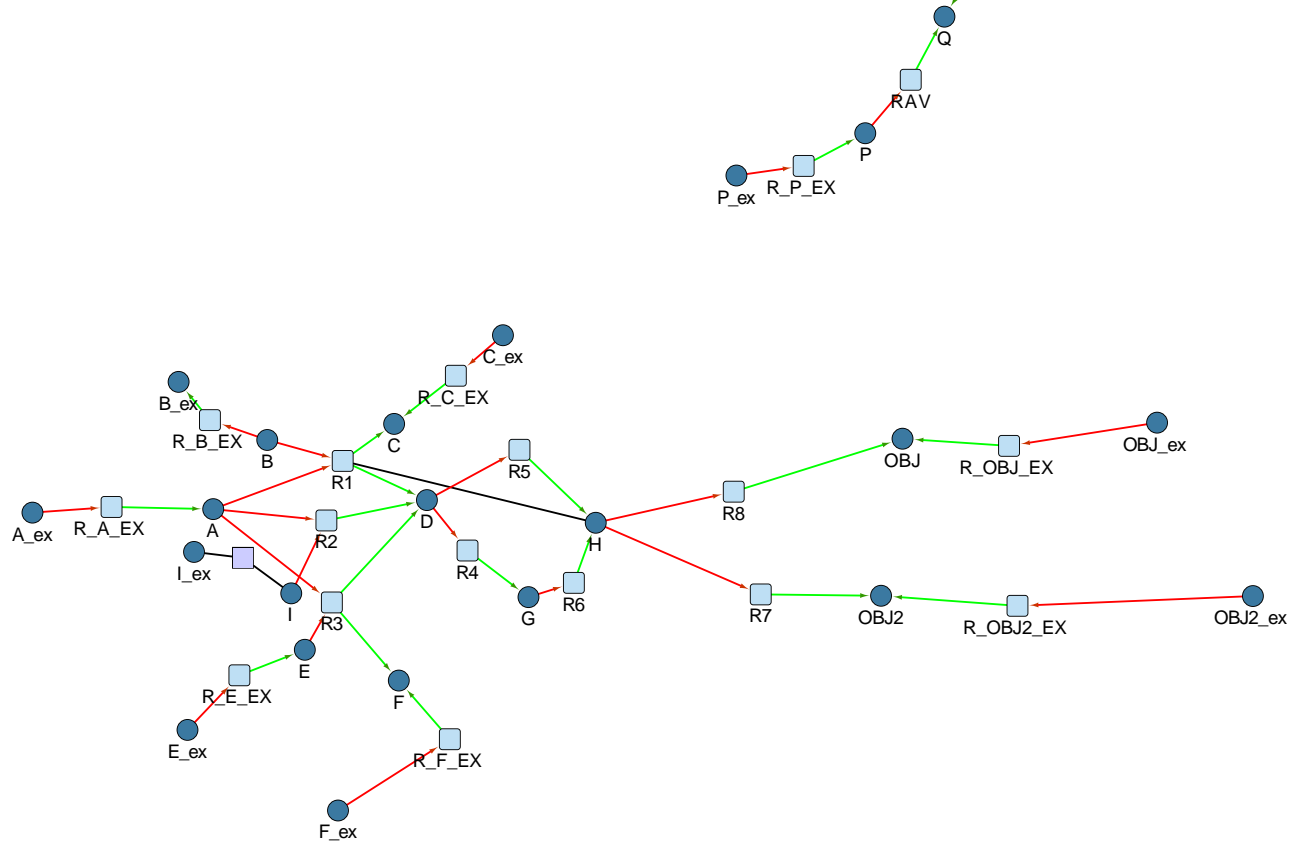 Q
RAV
P
R_P_EX
P_ex
C_ex
R_C_EX
B_ex
R_B_EX
B
C
R1
R5
OBJ_ex
OBJ
R_OBJ_EX
A_ex
R_A_EX
A
R2
D
H
R8
I_ex
I
R4
R3
G
R6
R7
OBJ2
R_OBJ2_EX
OBJ2_ex
E
R_E_EX
F
E_ex
R_F_EX
F_ex